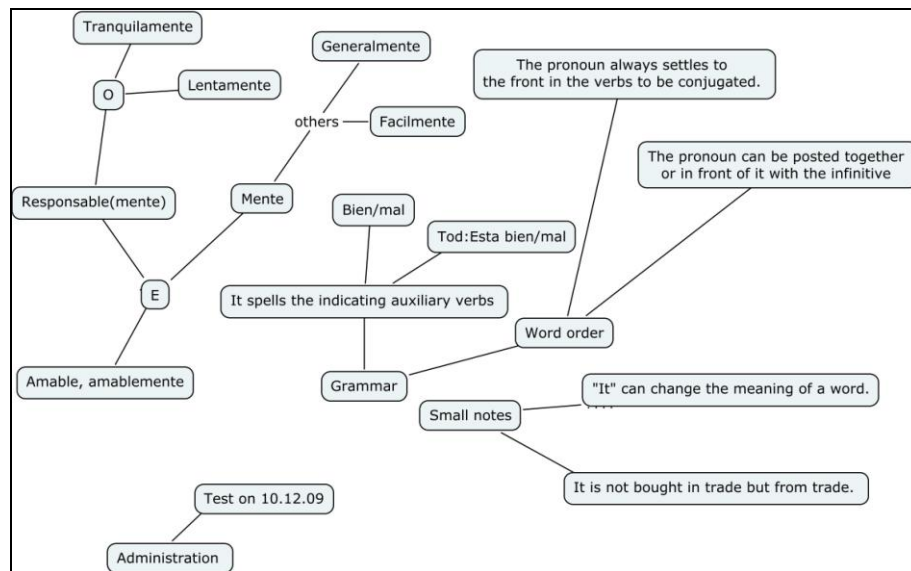 Tranquilamente
Generalmente
The pronoun always settles to
the front in the verbs to be conjugated.
O
Lentamente
others
Facilmente
The pronoun can be posted together
or in front of it with the infinitive
Responsable(mente)
Mente
Bien/mal
Tod:Esta bien/mal
E
It spells the indicating auxiliary verbs
Word order
Amable, amablemente
Grammar
"It" can change the meaning of a word.
....
Small notes
It is not bought in trade but from trade.
Test on 10.12.09
Administration